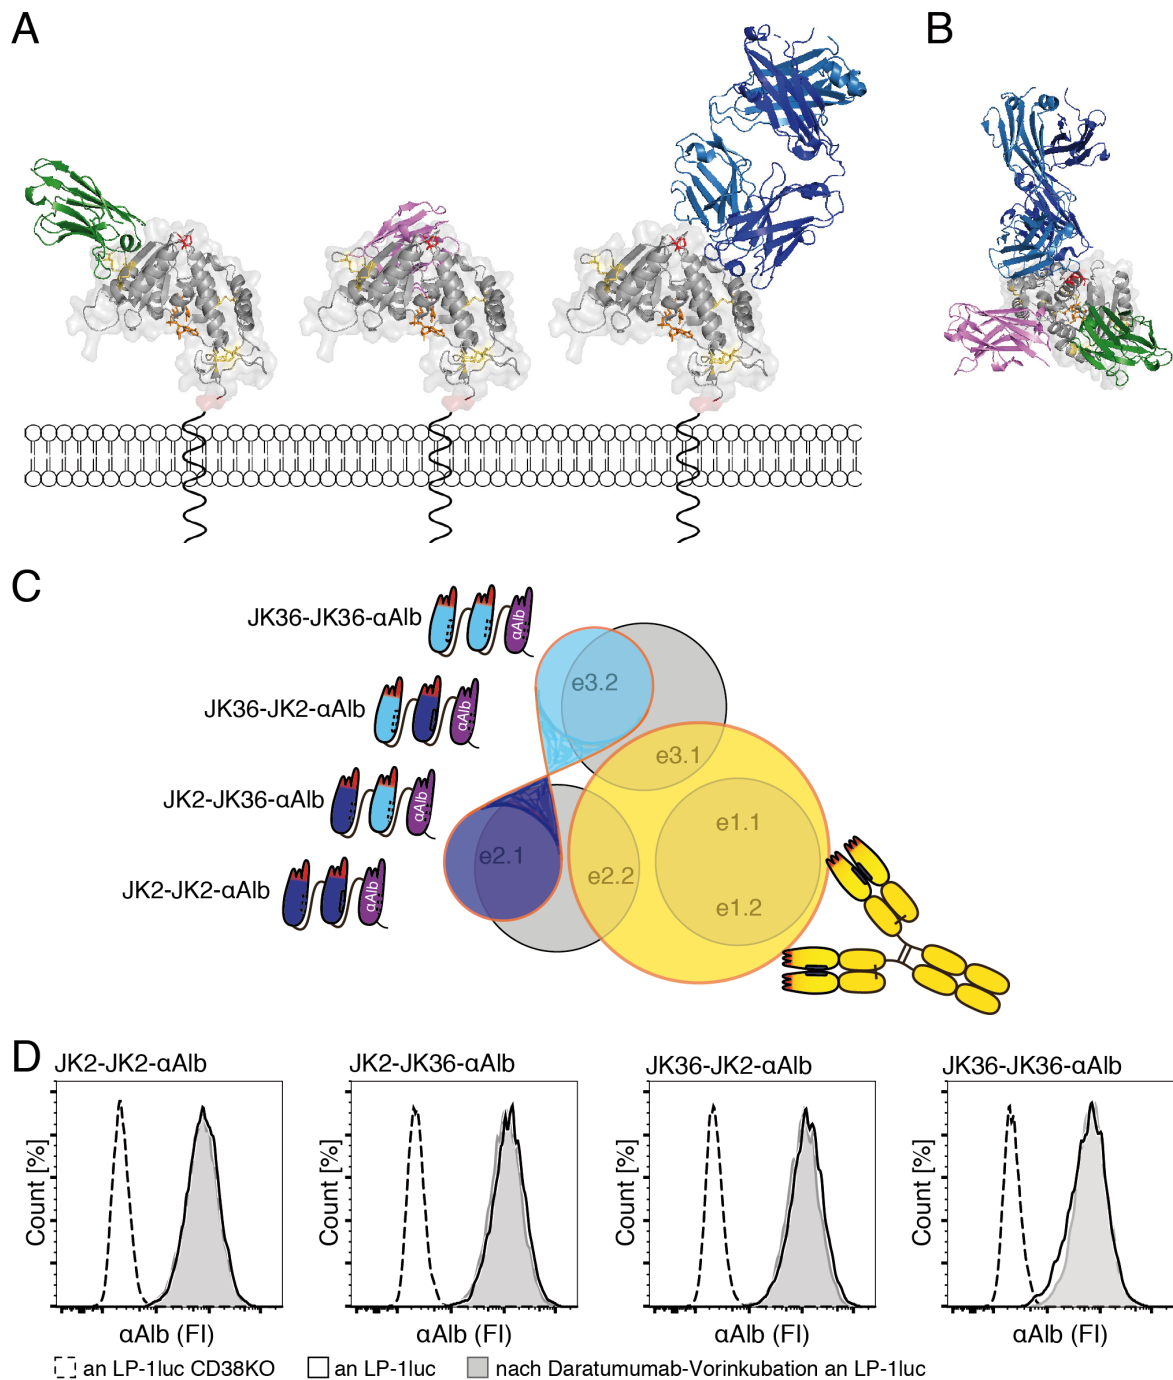 A
B
C
JK36-JK36-αAlb
αAlb
JK36-JK2-αAlb
αAlb
JK2-JK36-αAlb
αAlb
JK2-JK2-αAlb
αAlb
e3.2
e3.1
e1.1
e2.1
e2.2
e1.2
D
JK2-JK2-αAlb
JK2-JK36-αAlb
JK36-JK2-αAlb
JK36-JK36-αAlb
Count [%]
Count [%]
Count [%]
Count [%]
αAlb (FI)
αAlb (FI)
αAlb (FI)
αAlb (FI)
an LP-1luc CD38KO
an LP-1luc
nach Daratumumab-Vorinkubation an LP-1luc